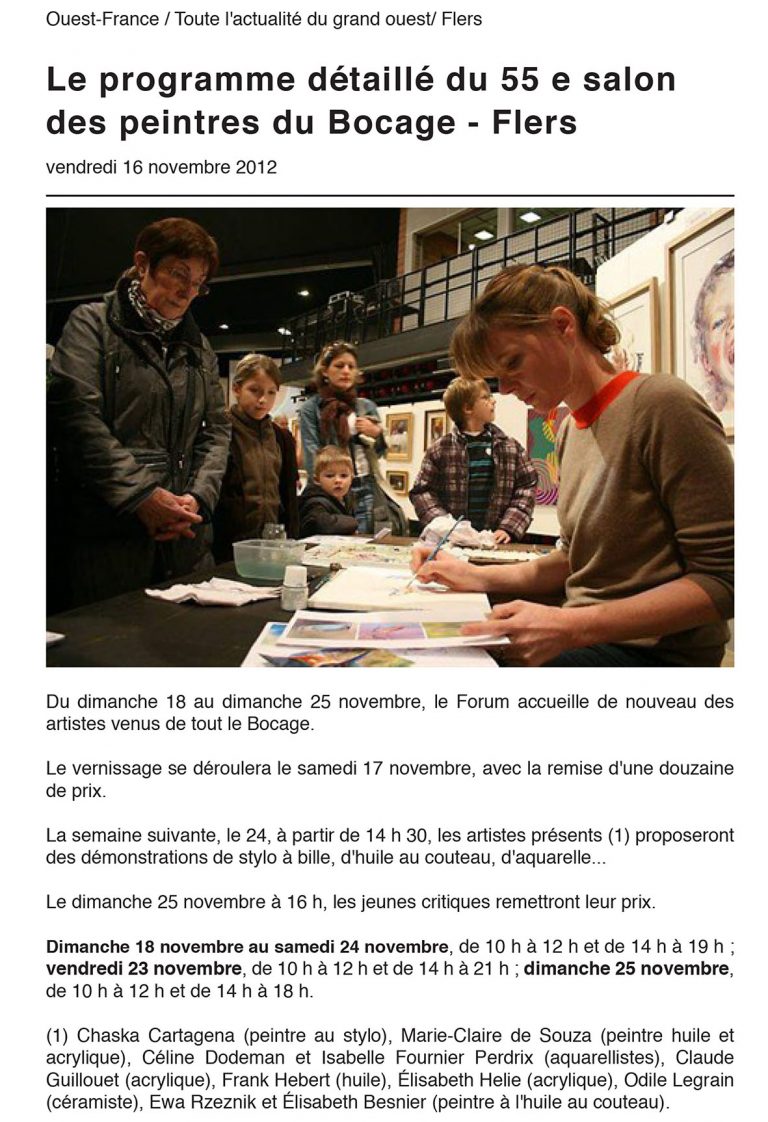 Ouest-France / Toute l'actualité du grand ouest/ Flers
Le programme détaillé du 55 e salon
des peintres du Bocage - Flers
vendredi 16 novembre 2012
Du dimanche 18 au dimanche 25 novembre, le Forum accueille de nouveau des
artistes venus de tout le Bocage.
Le vernissage se déroulera le samedi 17 novembre, avec la remise d'une douzaine
de prix.
La semaine suivante, le 24, à partir de 14 h 30, les artistes présents (1) proposeront
des démonstrations de stylo à bille, d'huile au couteau, d'aquarelle...
Le dimanche 25 novembre à 16 h, les jeunes critiques remettront leur prix.
Dimanche 18 novembre au samedi 24 novembre, de 10 h à 12 h et de 14 h à 19 h ;
vendredi 23 novembre, de 10 h à 12 h et de 14 h à 21 h ; dimanche 25 novembre,
de 10 h à 12 h et de 14 h à 18 h.
(1) Chaska Cartagena (peintre au stylo), Marie-Claire de Souza (peintre huile et
acrylique), Céline Dodeman et Isabelle Fournier Perdrix (aquarellistes), Claude
Guillouet (acrylique), Frank Hebert (huile), Élisabeth Helie (acrylique), Odile Legrain
(céramiste), Ewa Rzeznik et Élisabeth Besnier (peintre à l'huile au couteau).